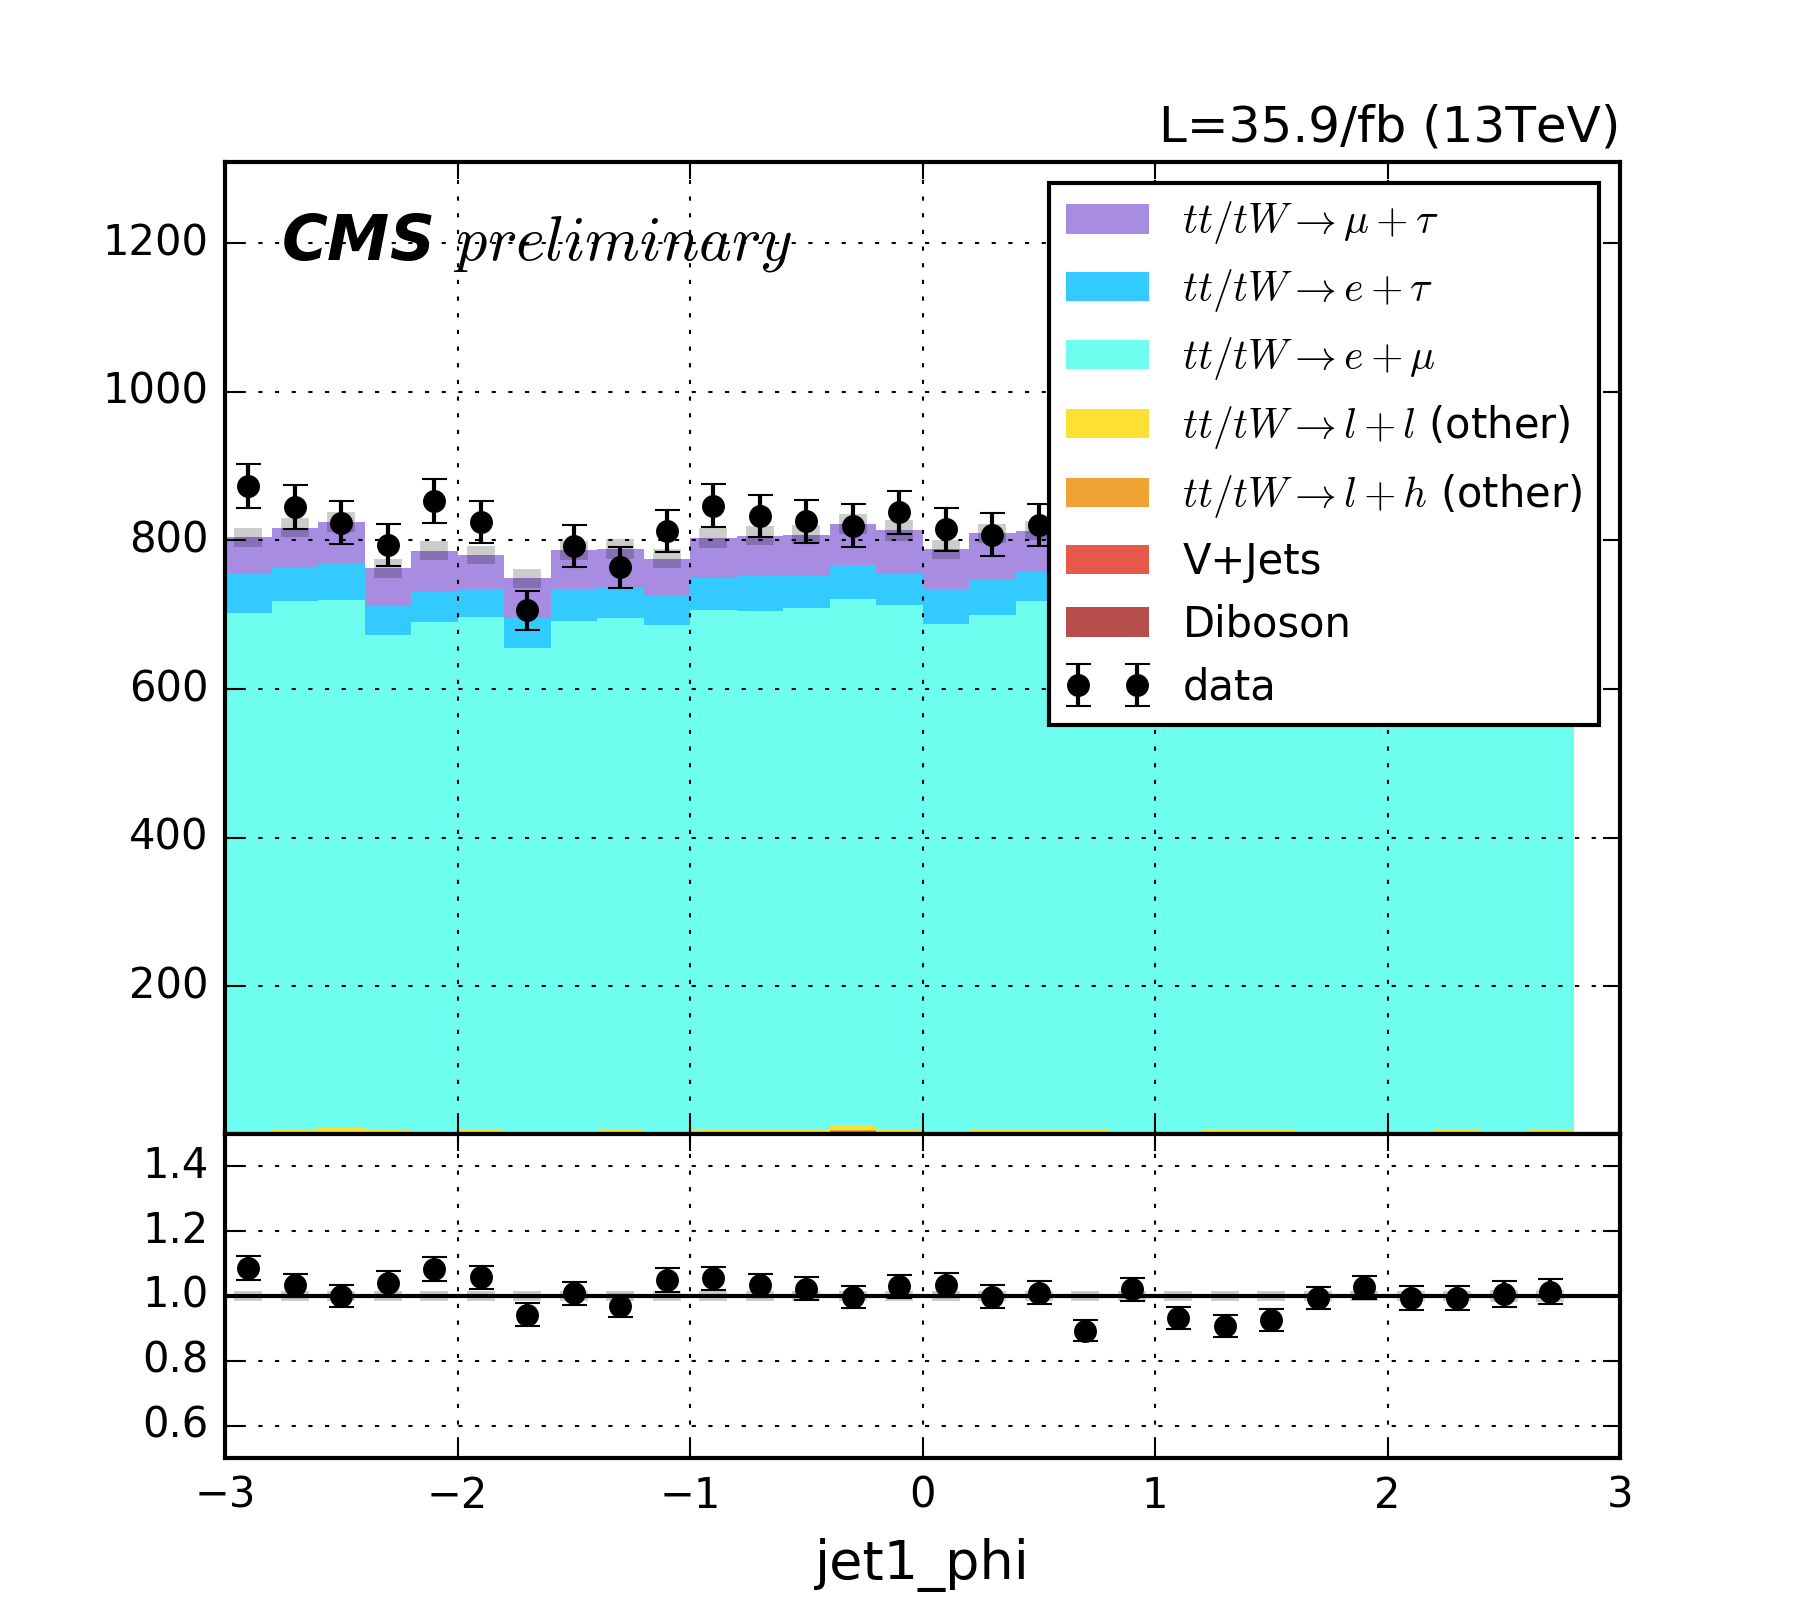 L=35.9/fb (13TeV)
CMS preliminary
1200
1000
800
600
400
200
tt/tW→μ+τ
tt/tW→e+τ
tt/tW→e+μ
tt/tW→l+l (other)
tt/tW→l+h (other)
V+Jets
Diboson
data
1.4
1.2
1.0
0.8
0.6
−3 −2 −1 0 1 2 3
jet1_phi